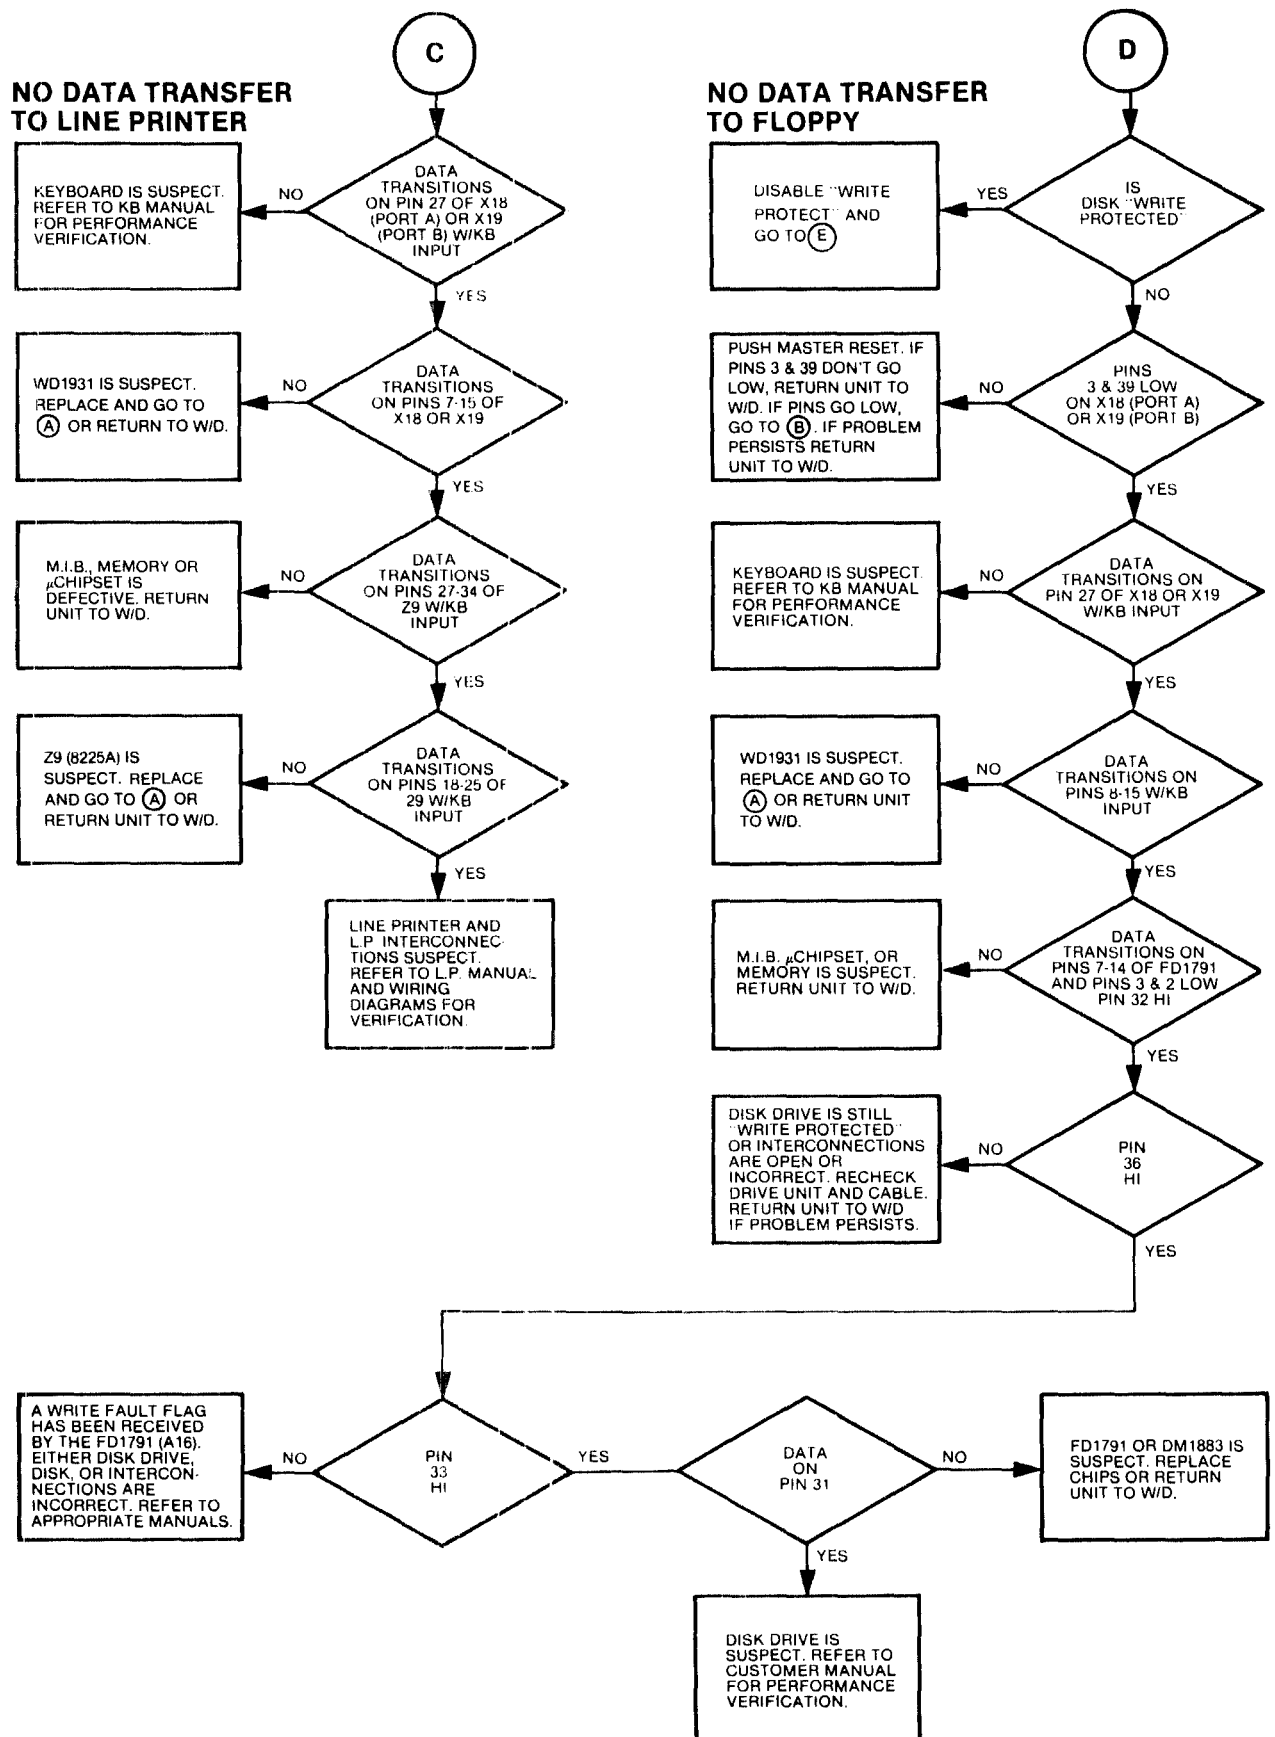 C
NO DATA TRANSFER
TO LINE PRINTER
DATA
TRANSITIONS
ON PIN 27 OF X18
(PORT A) OR X19
(PORT B) W/KB
INPUT
NO
KEYBOARD IS SUSPECT.
REFER TO KB MANUAL
FOR PERFORMANCE
VERIFICATION.
YES
DATA
TRANSITIONS
ON PINS 7-15 OF
X18 OR X19
NO
WD1931 IS SUSPECT.
REPLACE AND GO TO
A OR RETURN TO W/D.
YES
DATA
TRANSITIONS
ON PINS 27-34 OF
Z9 W/KB
INPUT
NO
M.I.B., MEMORY OR
μCHIPSET IS
DEFECTIVE. RETURN
UNIT TO W/D.
YES
DATA
TRANSITIONS
ON PINS 18-25 OF
29 W/KB
INPUT
NO
Z9 (8225A) IS
SUSPECT. REPLACE
AND GO TO A OR
RETURN UNIT TO W/D.
YES
LINE PRINTER AND
L.P. INTERCONNEC-
TIONS SUSPECT.
REFER TO L.P. MANUAL
AND WIRING
DIAGRAMS FOR
VERIFICATION.
D
NO DATA TRANSFER
TO FLOPPY
IS
DISK "WRITE
PROTECTED"
YES
DISABLE "WRITE
PROTECT" AND
GO TO E
NO
PINS
3 & 39 LOW
ON X18 (PORT A)
OR X19 (PORT B)
NO
PUSH MASTER RESET. IF
PINS 3 & 39 DON'T GO
LOW, RETURN UNIT TO
W/D. IF PINS GO LOW,
GO TO B. IF PROBLEM
PERSISTS RETURN
UNIT TO W/D.
YES
DATA
TRANSITIONS ON
PIN 27 OF X18 OR X19
W/KB INPUT
NO
KEYBOARD IS SUSPECT.
REFER TO KB MANUAL
FOR PERFORMANCE
VERIFICATION.
YES
DATA
TRANSITIONS ON
PINS 8-15 W/KB
INPUT
NO
WD1931 IS SUSPECT.
REPLACE AND GO TO
A OR RETURN UNIT
TO W/D.
YES
DATA
TRANSITIONS ON
PINS 7-14 OF FD1791
AND PINS 3 & 2 LOW
PIN 32 HI
NO
M.I.B. μCHIPSET, OR
MEMORY IS SUSPECT.
RETURN UNIT TO W/D.
YES
PIN
36
HI
NO
DISK DRIVE IS STILL
"WRITE PROTECTED"
OR INTERCONNECTIONS
ARE OPEN OR
INCORRECT. RECHECK
DRIVE UNIT AND CABLE.
RETURN UNIT TO W/D
IF PROBLEM PERSISTS.
YES
PIN
33
HI
NO
A WRITE FAULT FLAG
HAS BEEN RECEIVED
BY THE FD1791 (A16).
EITHER DISK DRIVE,
DISK, OR INTERCON-
NECTIONS ARE
INCORRECT. REFER TO
APPROPRIATE MANUALS.
YES
DATA
ON
PIN 31
NO
FD1791 OR DM1883 IS
SUSPECT. REPLACE
CHIPS OR RETURN
UNIT TO W/D.
YES
DISK DRIVE IS
SUSPECT. REFER TO
CUSTOMER MANUAL
FOR PERFORMANCE
VERIFICATION.